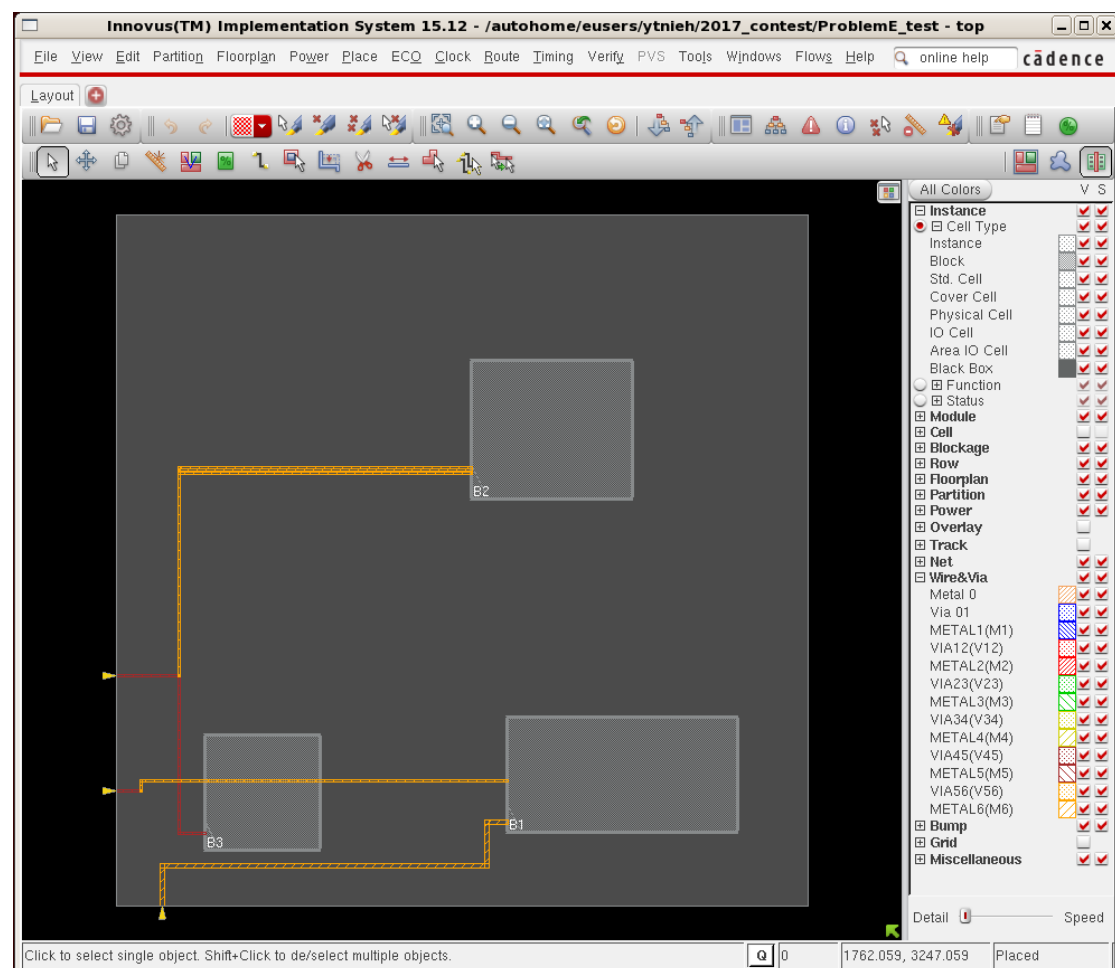 Innovus(TM) Implementation System 15.12 - /autohome/eusers/ytnieh/2017_contest/ProblemE_test - top
File View Edit Partition Floorplan Power Place ECO Clock Route Timing Verify PVS Tools Windows Flows Help online help cādence
Layout
All Colors V S
Instance
Cell Type
Instance
Block
Std. Cell
Cover Cell
Physical Cell
IO Cell
Area IO Cell
Black Box
Function
Status
Module
Cell
Blockage
Row
Floorplan
Partition
Power
Overlay
Track
Net
Wire&Via
Metal 0
Via 01
METAL1(M1)
VIA12(V12)
METAL2(M2)
VIA23(V23)
METAL3(M3)
VIA34(V34)
METAL4(M4)
VIA45(V45)
METAL5(M5)
VIA56(V56)
METAL6(M6)
Bump
Grid
Miscellaneous
Detail Speed
B2
B1
B3
Click to select single object. Shift+Click to de/select multiple objects. Q 0 1762.059, 3247.059 Placed